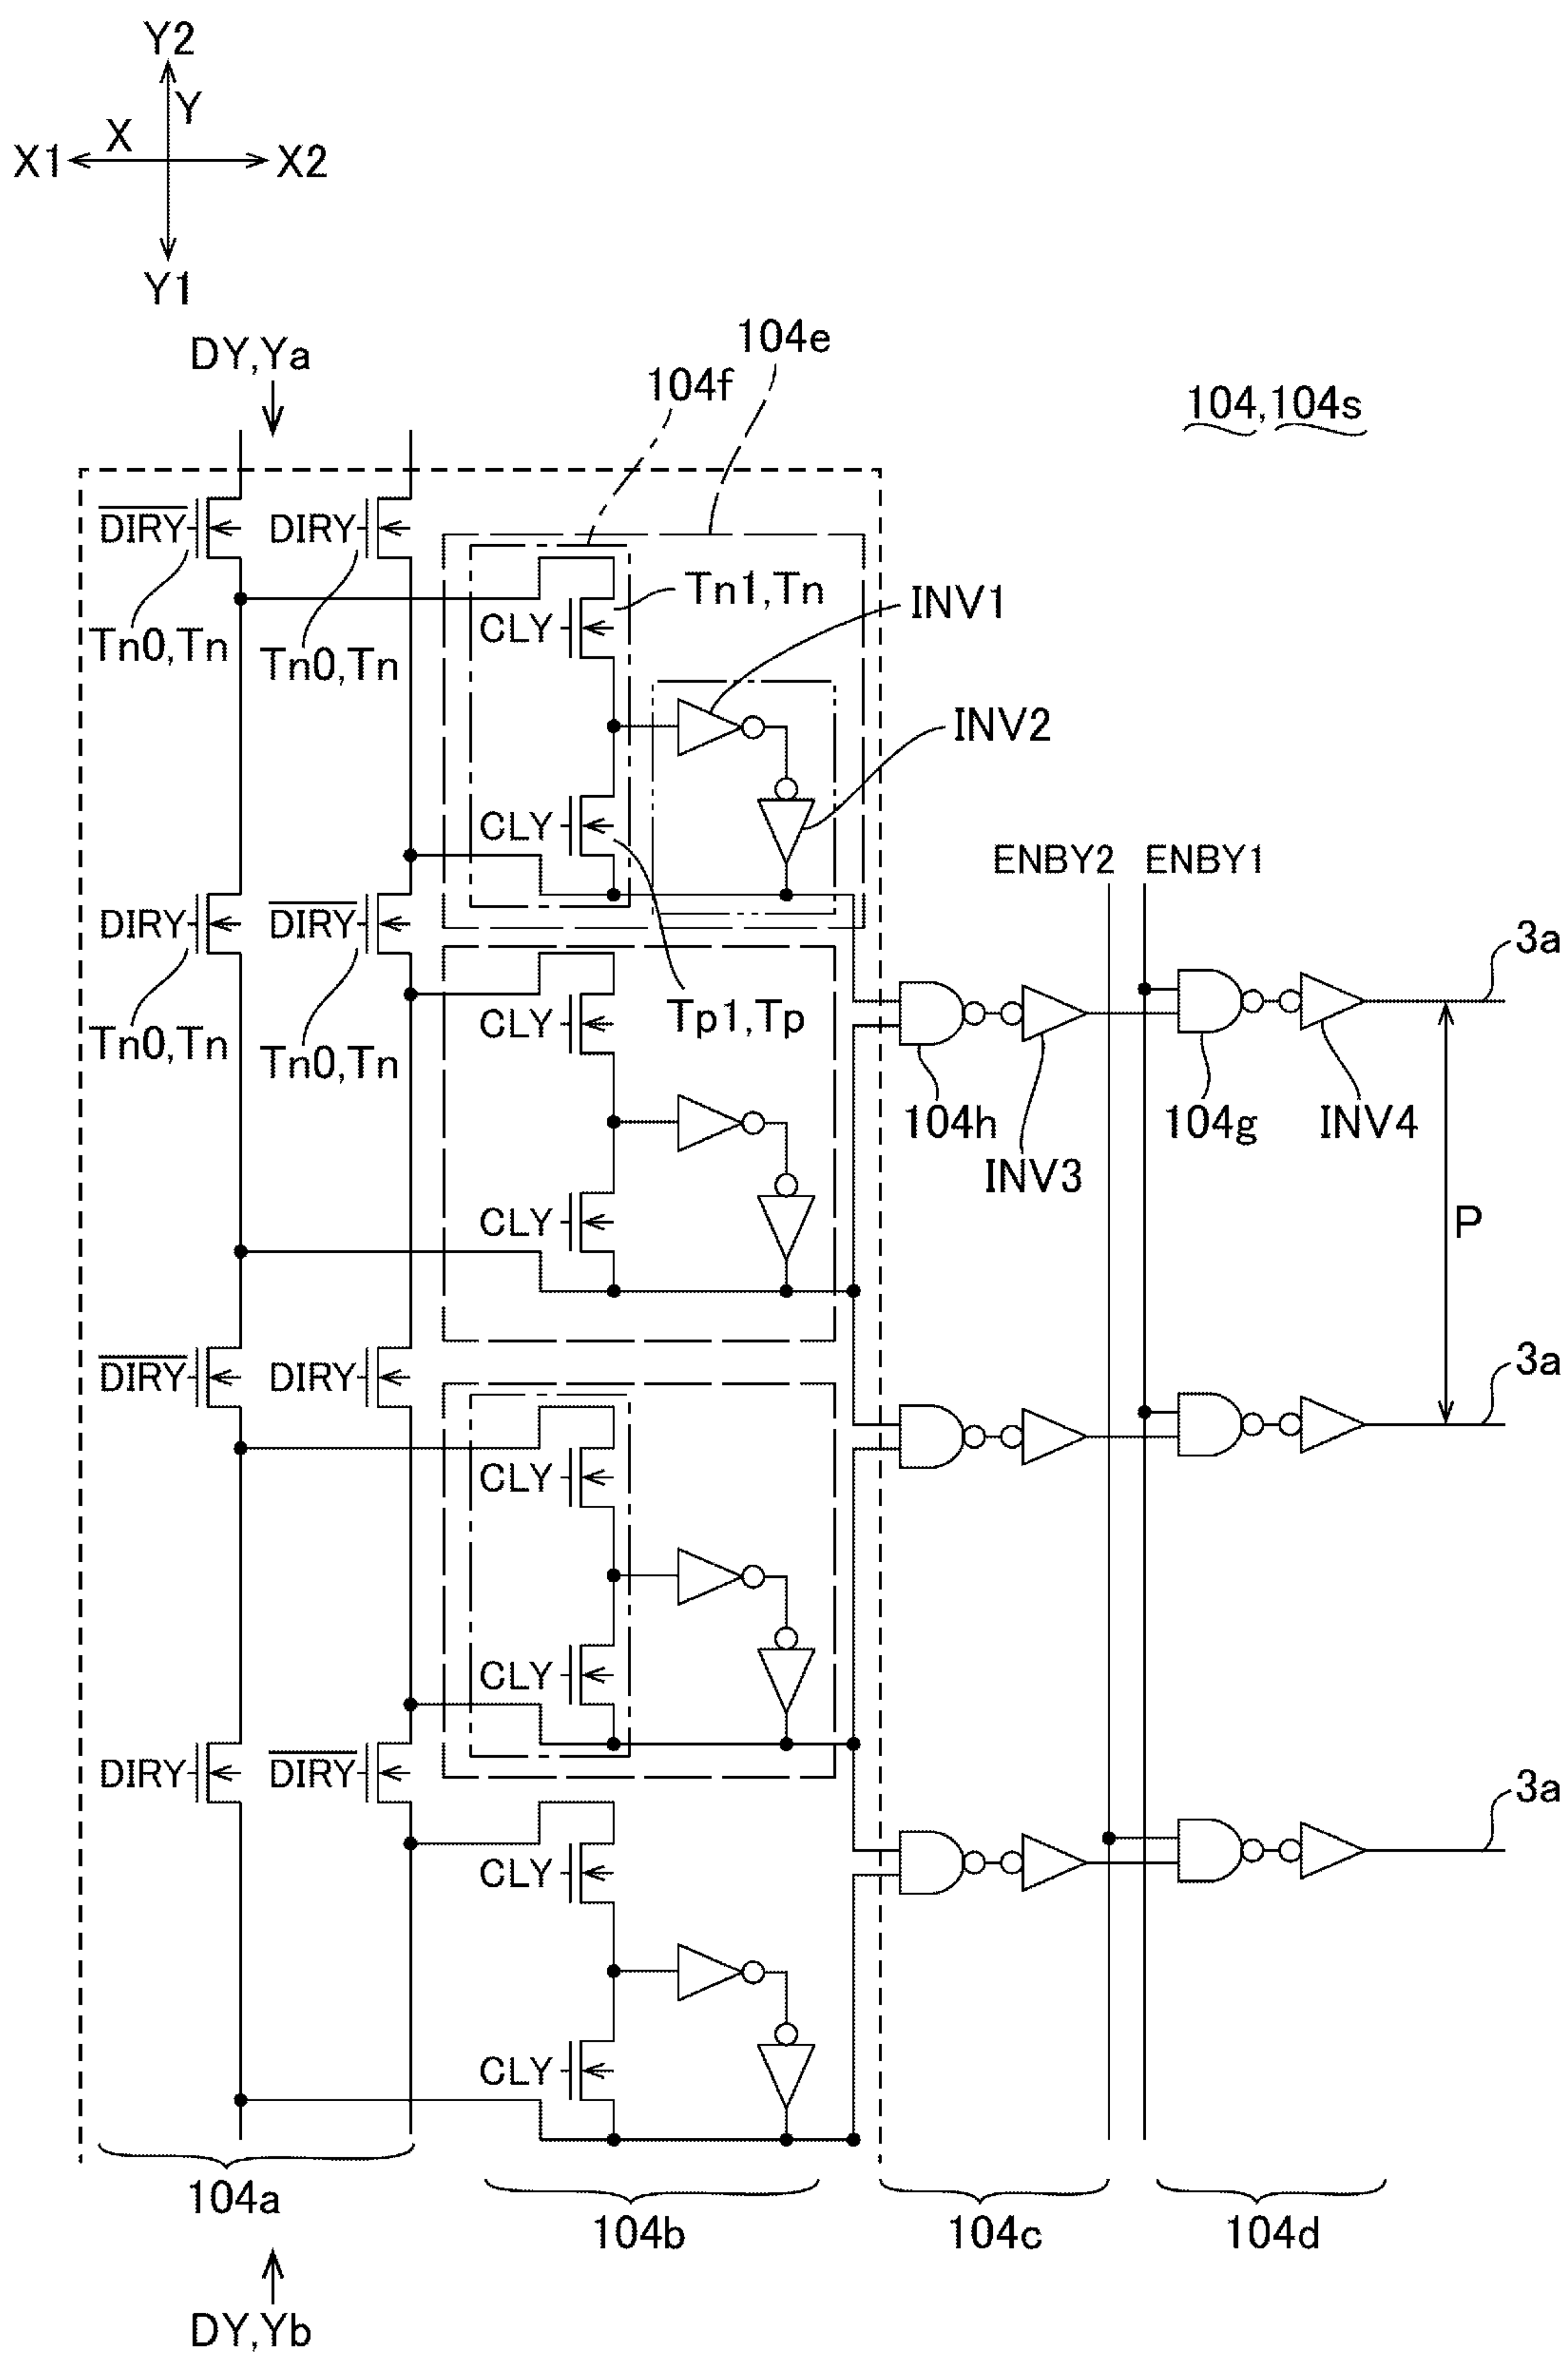 Y2
Y
X
X1
X2
Y1
DY,Ya
104e
104f
104,104s
DIRY
DIRY
Tn1,Tn
INV1
CLY
Tn0,Tn
Tn0,Tn
INV2
CLY
ENBY2
ENBY1
DIRY
DIRY
3a
Tp1,Tp
CLY
Tn0,Tn
Tn0,Tn
104h
104g
INV4
INV3
CLY
P
DIRY
DIRY
3a
CLY
CLY
DIRY
DIRY
3a
CLY
CLY
104a
104b
104c
104d
DY,Yb